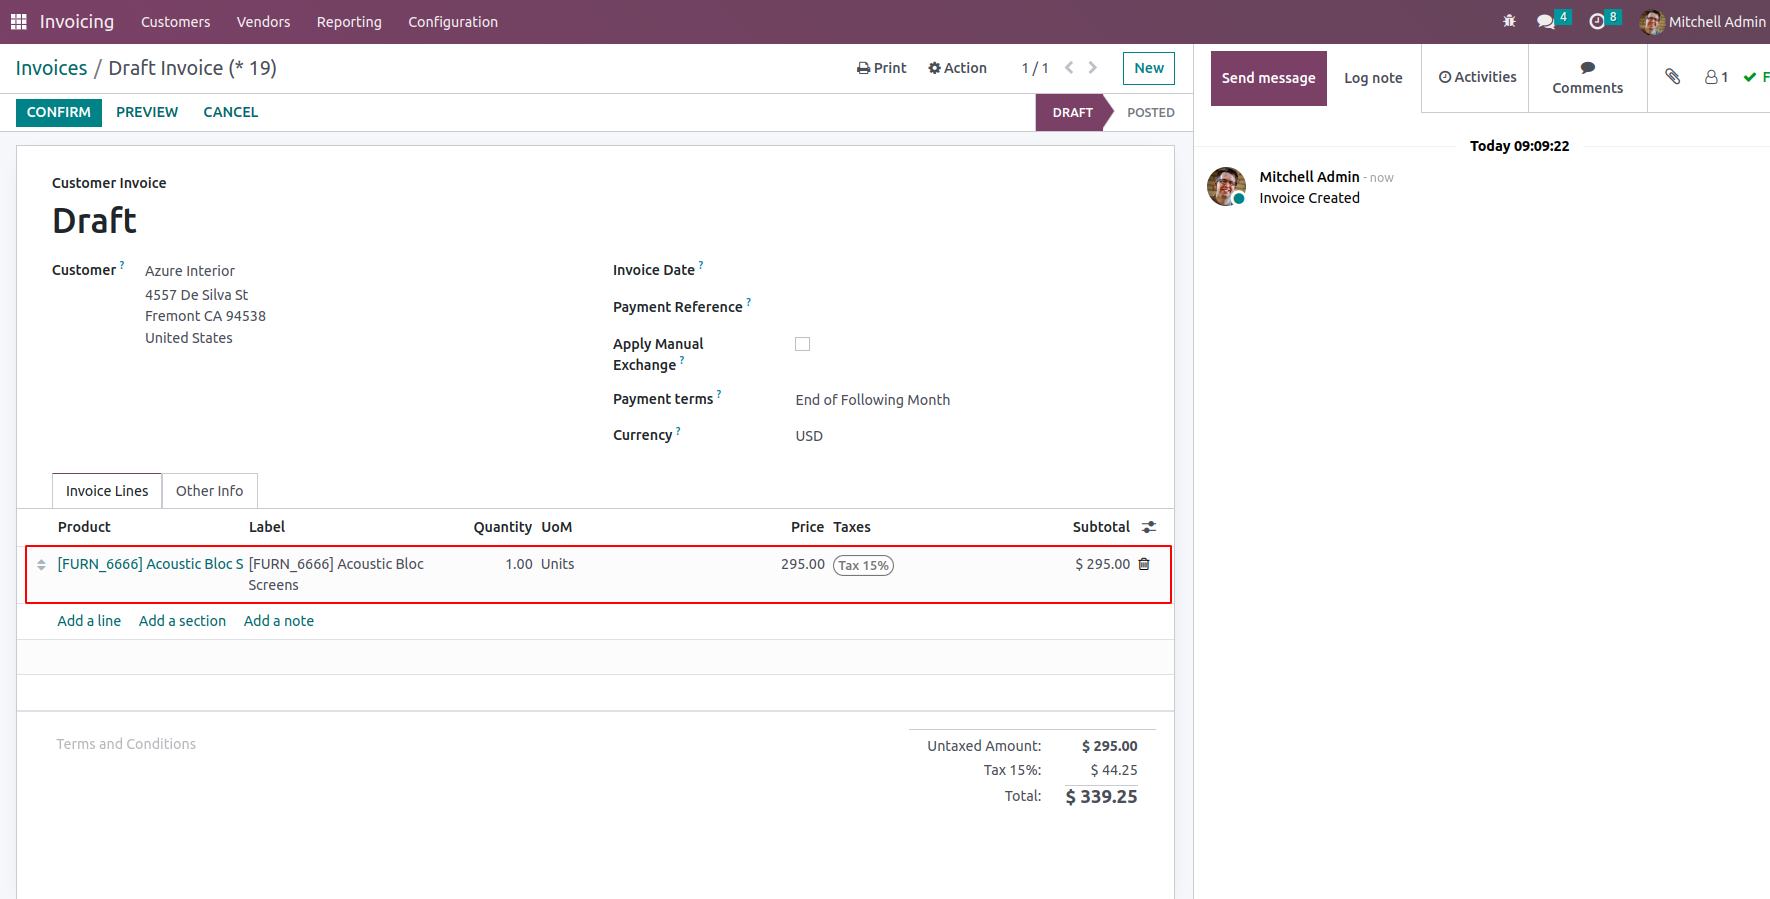 Invoicing Customers Vendors Reporting Configuration 4 8 Mitchell Admin
Invoices / Draft Invoice (* 19) Print Action 1 / 1 New
CONFIRM PREVIEW CANCEL DRAFT POSTED
Customer Invoice
Draft
Customer ? Azure Interior
4557 De Silva St
Fremont CA 94538
United States
Invoice Date ?
Payment Reference ?
Apply Manual
Exchange ?
Payment terms ? End of Following Month
Currency ? USD
Invoice Lines Other Info
Product Label Quantity UoM Price Taxes Subtotal
[FURN_6666] Acoustic Bloc S [FURN_6666] Acoustic Bloc 1.00 Units 295.00 Tax 15% $ 295.00
Screens
Add a line Add a section Add a note
Terms and Conditions
Untaxed Amount: $ 295.00
Tax 15%: $ 44.25
Total: $ 339.25
Send message Log note Activities Comments 1 F
Today 09:09:22
Mitchell Admin - now
Invoice Created